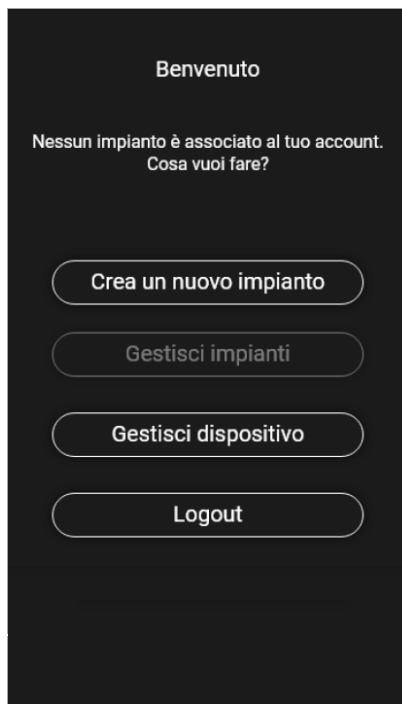 Benvenuto
Nessun impianto è associato al tuo account.
Cosa vuoi fare?
Crea un nuovo impianto
Gestisci impianti
Gestisci dispositivo
Logout